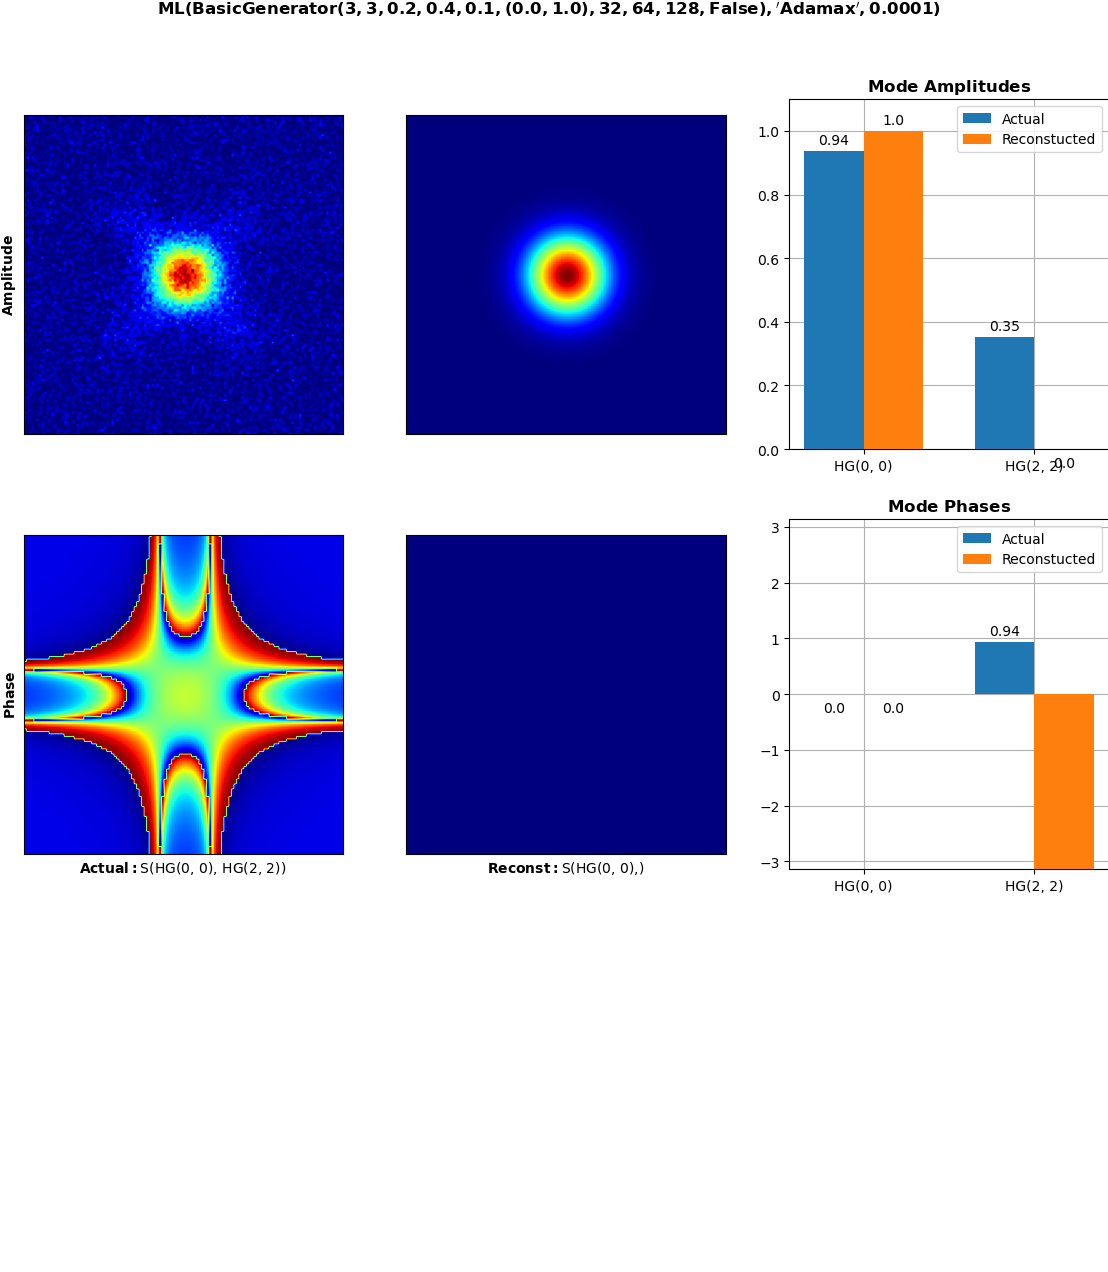 ML(BasicGenerator(3, 3, 0.2, 0.4, 0.1, (0.0, 1.0), 32, 64, 128, False), ′Adamax′, 0.0001)
Amplitude
Mode Amplitudes
Actual
Reconstucted
0.94
1.0
0.35
0.0
1.0
0.8
0.6
0.4
0.2
0.0
HG(0, 0)
HG(2, 2)
Phase
Actual: S(HG(0, 0), HG(2, 2))
Reconst: S(HG(0, 0),)
Mode Phases
Actual
Reconstucted
0.0
0.0
0.94
3
2
1
0
−1
−2
−3
HG(0, 0)
HG(2, 2)